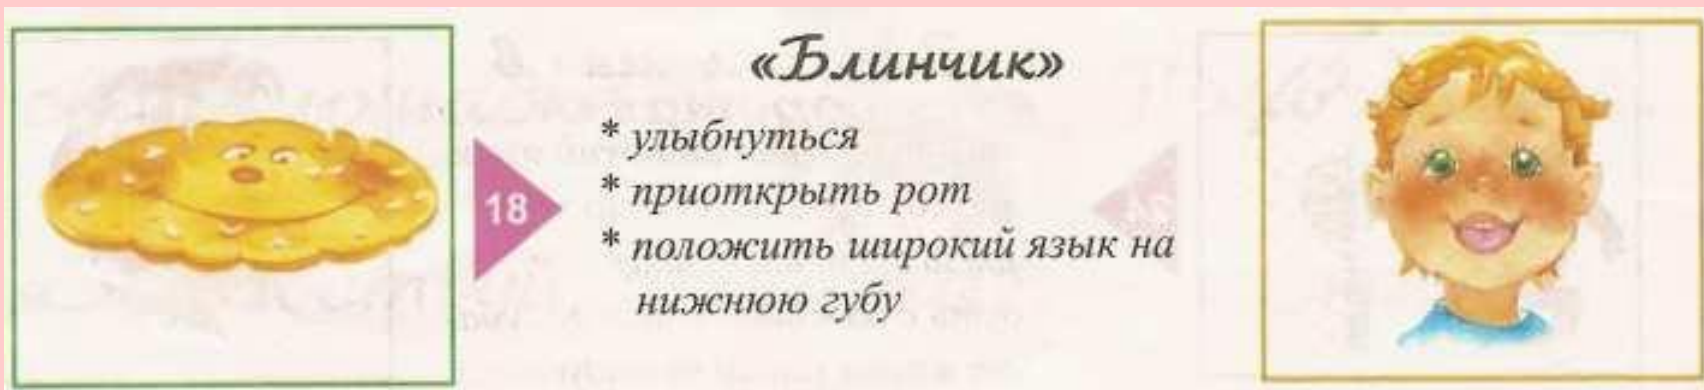 «Блинчик»
* улыбнуться
* приоткрыть рот
18
* положить широкий язык на
нижнюю губу